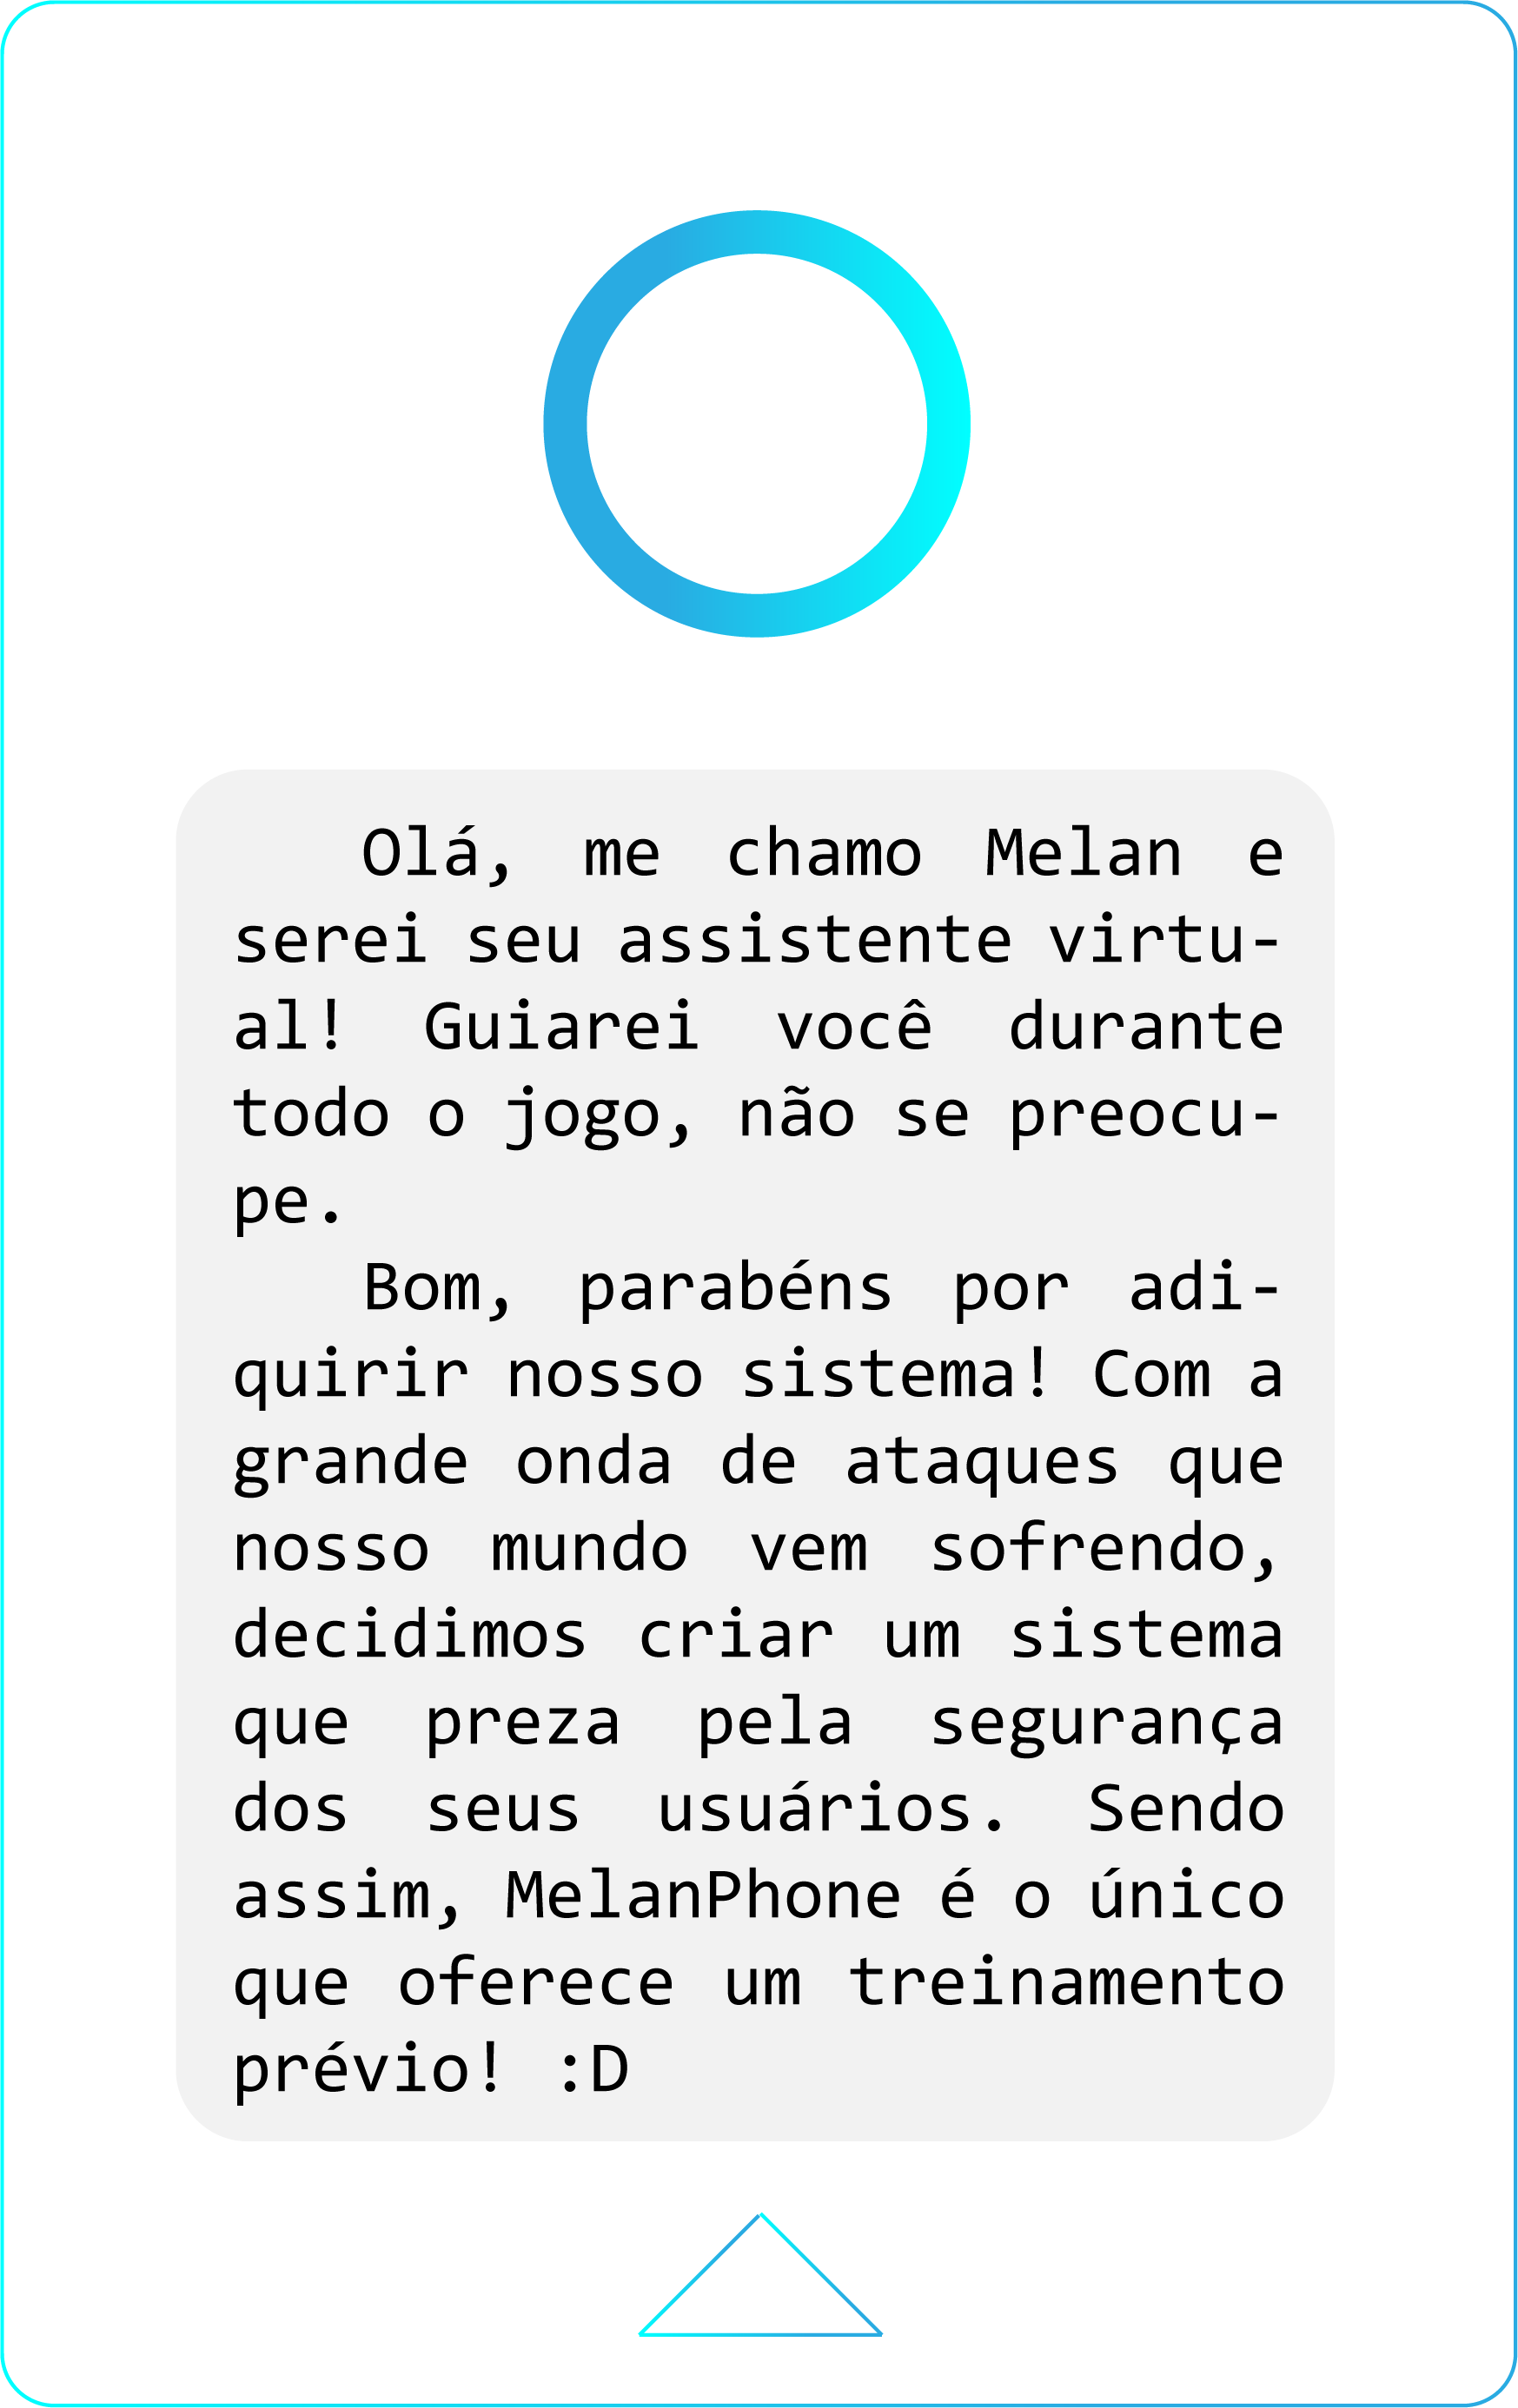 Olá, me chamo Melan e
serei seu assistente virtu-
al! Guiarei você durante
todo o jogo, não se preocu-
pe.
Bom, parabéns por adi-
quirir nosso sistema! Com a
grande onda de ataques que
nosso mundo vem sofrendo,
decidimos criar um sistema
que preza pela segurança
dos seus usuários. Sendo
assim, MelanPhone é o único
que oferece um treinamento
prévio! :D